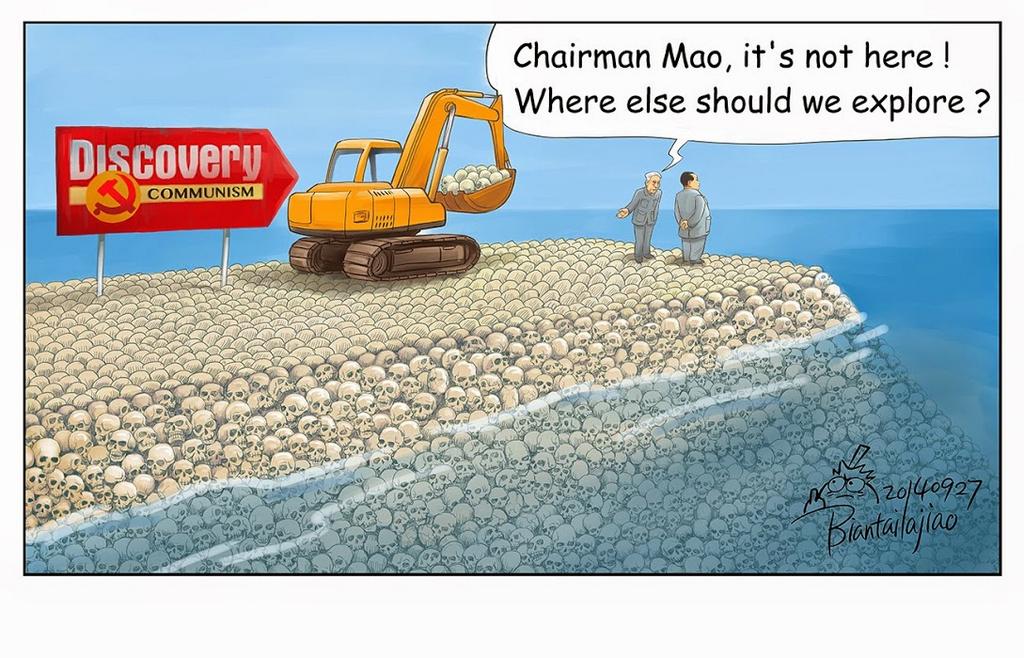 Chairman Mao, it's not here !
Where else should we explore ?
Discovery
COMMUNISM
20140927
Biantailajiao